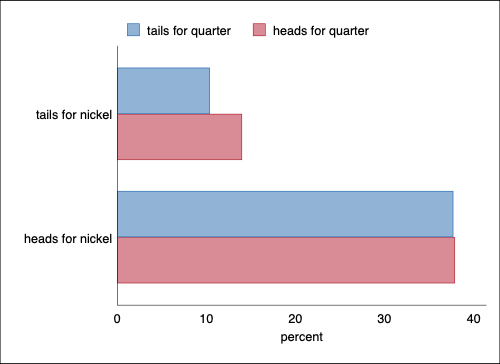 tails for quarter heads for quarter
tails for nickel
heads for nickel
0 10 20 30 40
percent